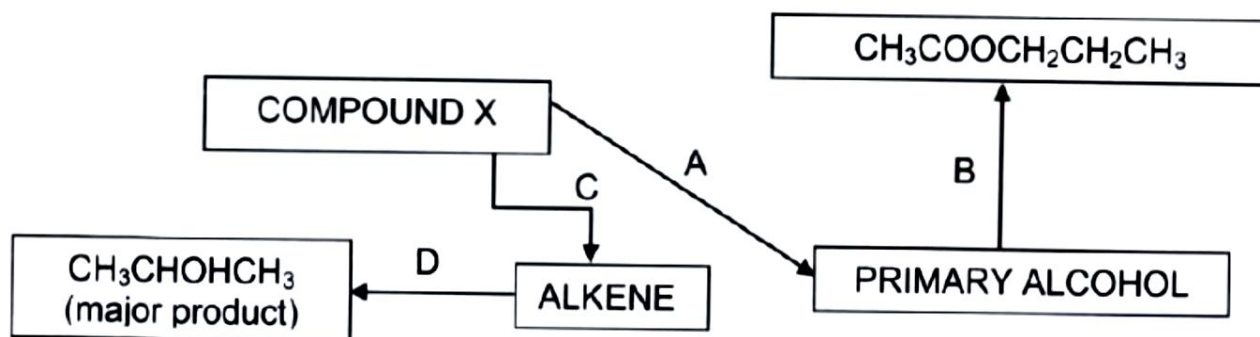 CH₃COOCH₂CH₂CH₃
COMPOUND X
A
B
C
CH₃CHOHCH₃
(major product)
D
ALKENE
PRIMARY ALCOHOL